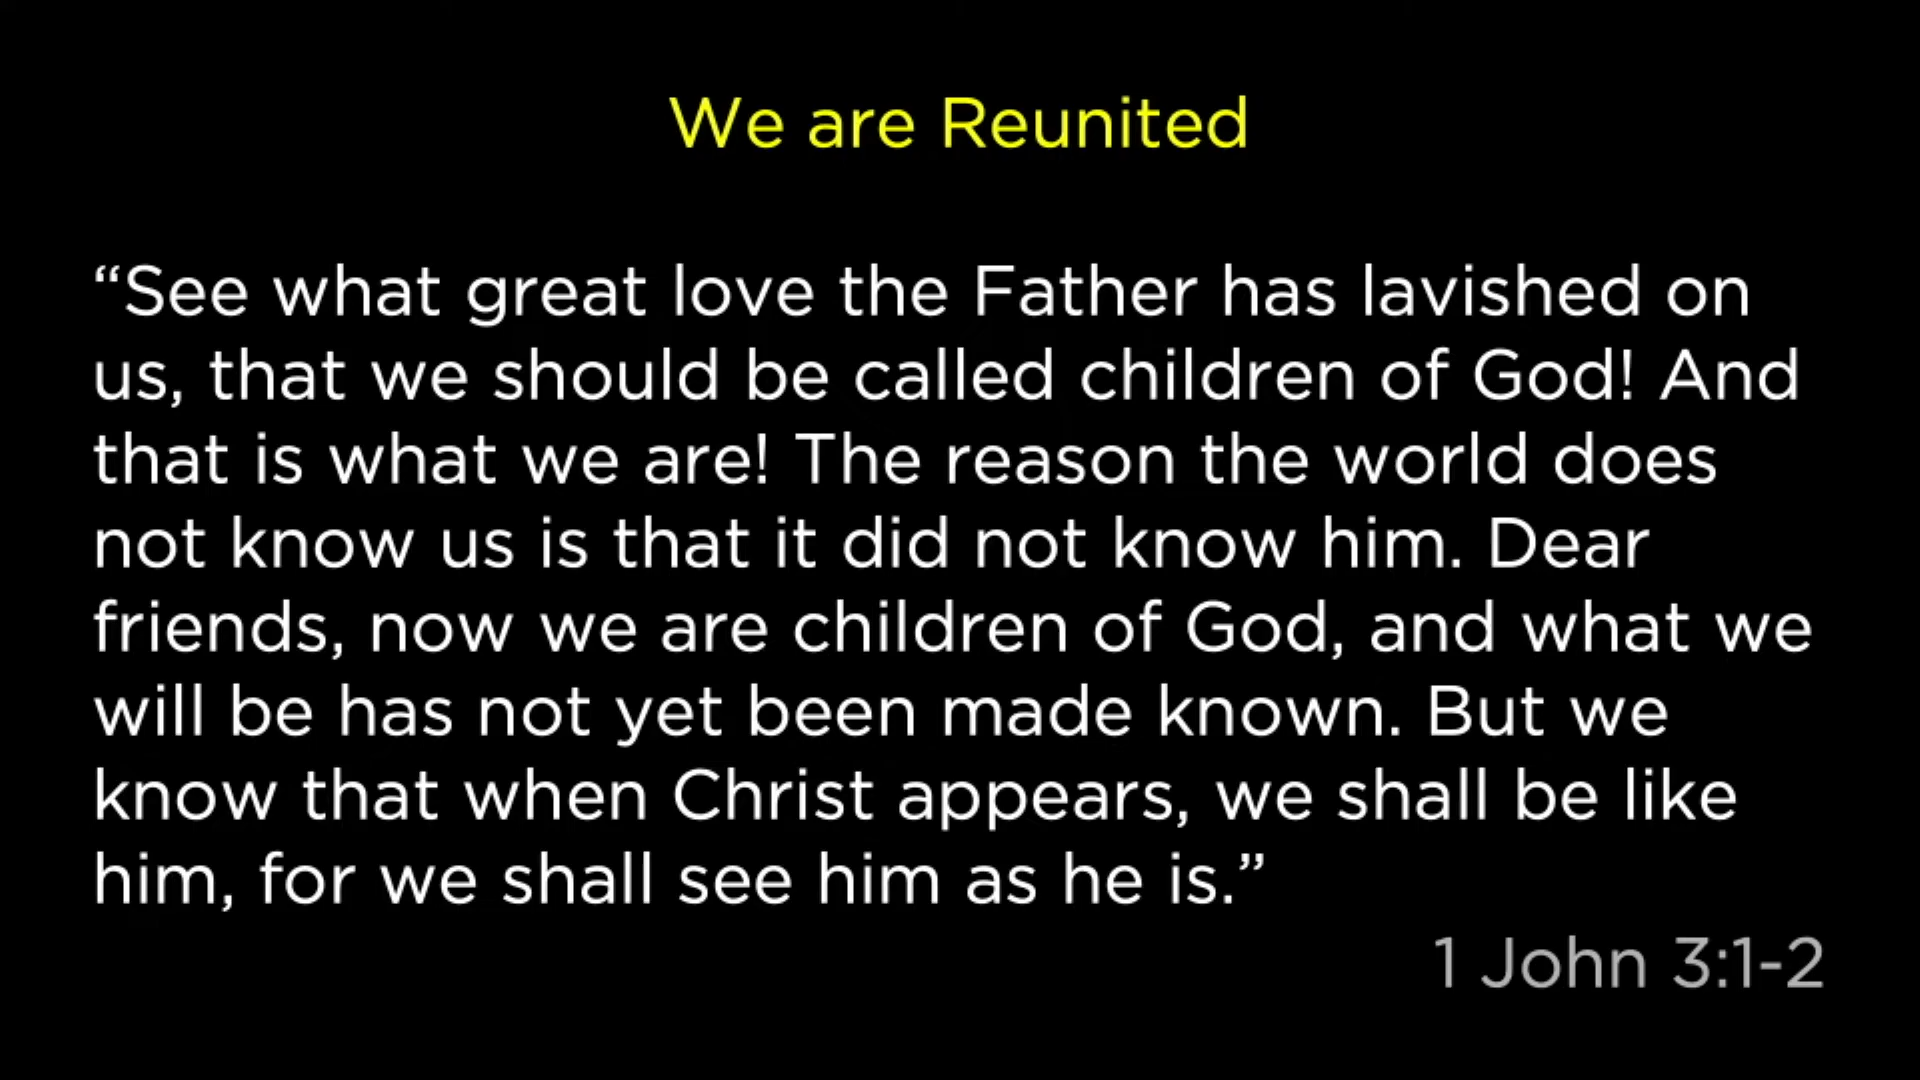 We are Reunited
“See what great love the Father has lavished on
us, that we should be called children of God! And
that is what we are! The reason the world does
not know us is that it did not know him. Dear
friends, now we are children of God, and what we
will be has not yet been made known. But we
know that when Christ appears, we shall be like
him, for we shall see him as he is.”
1 John 3:1-2